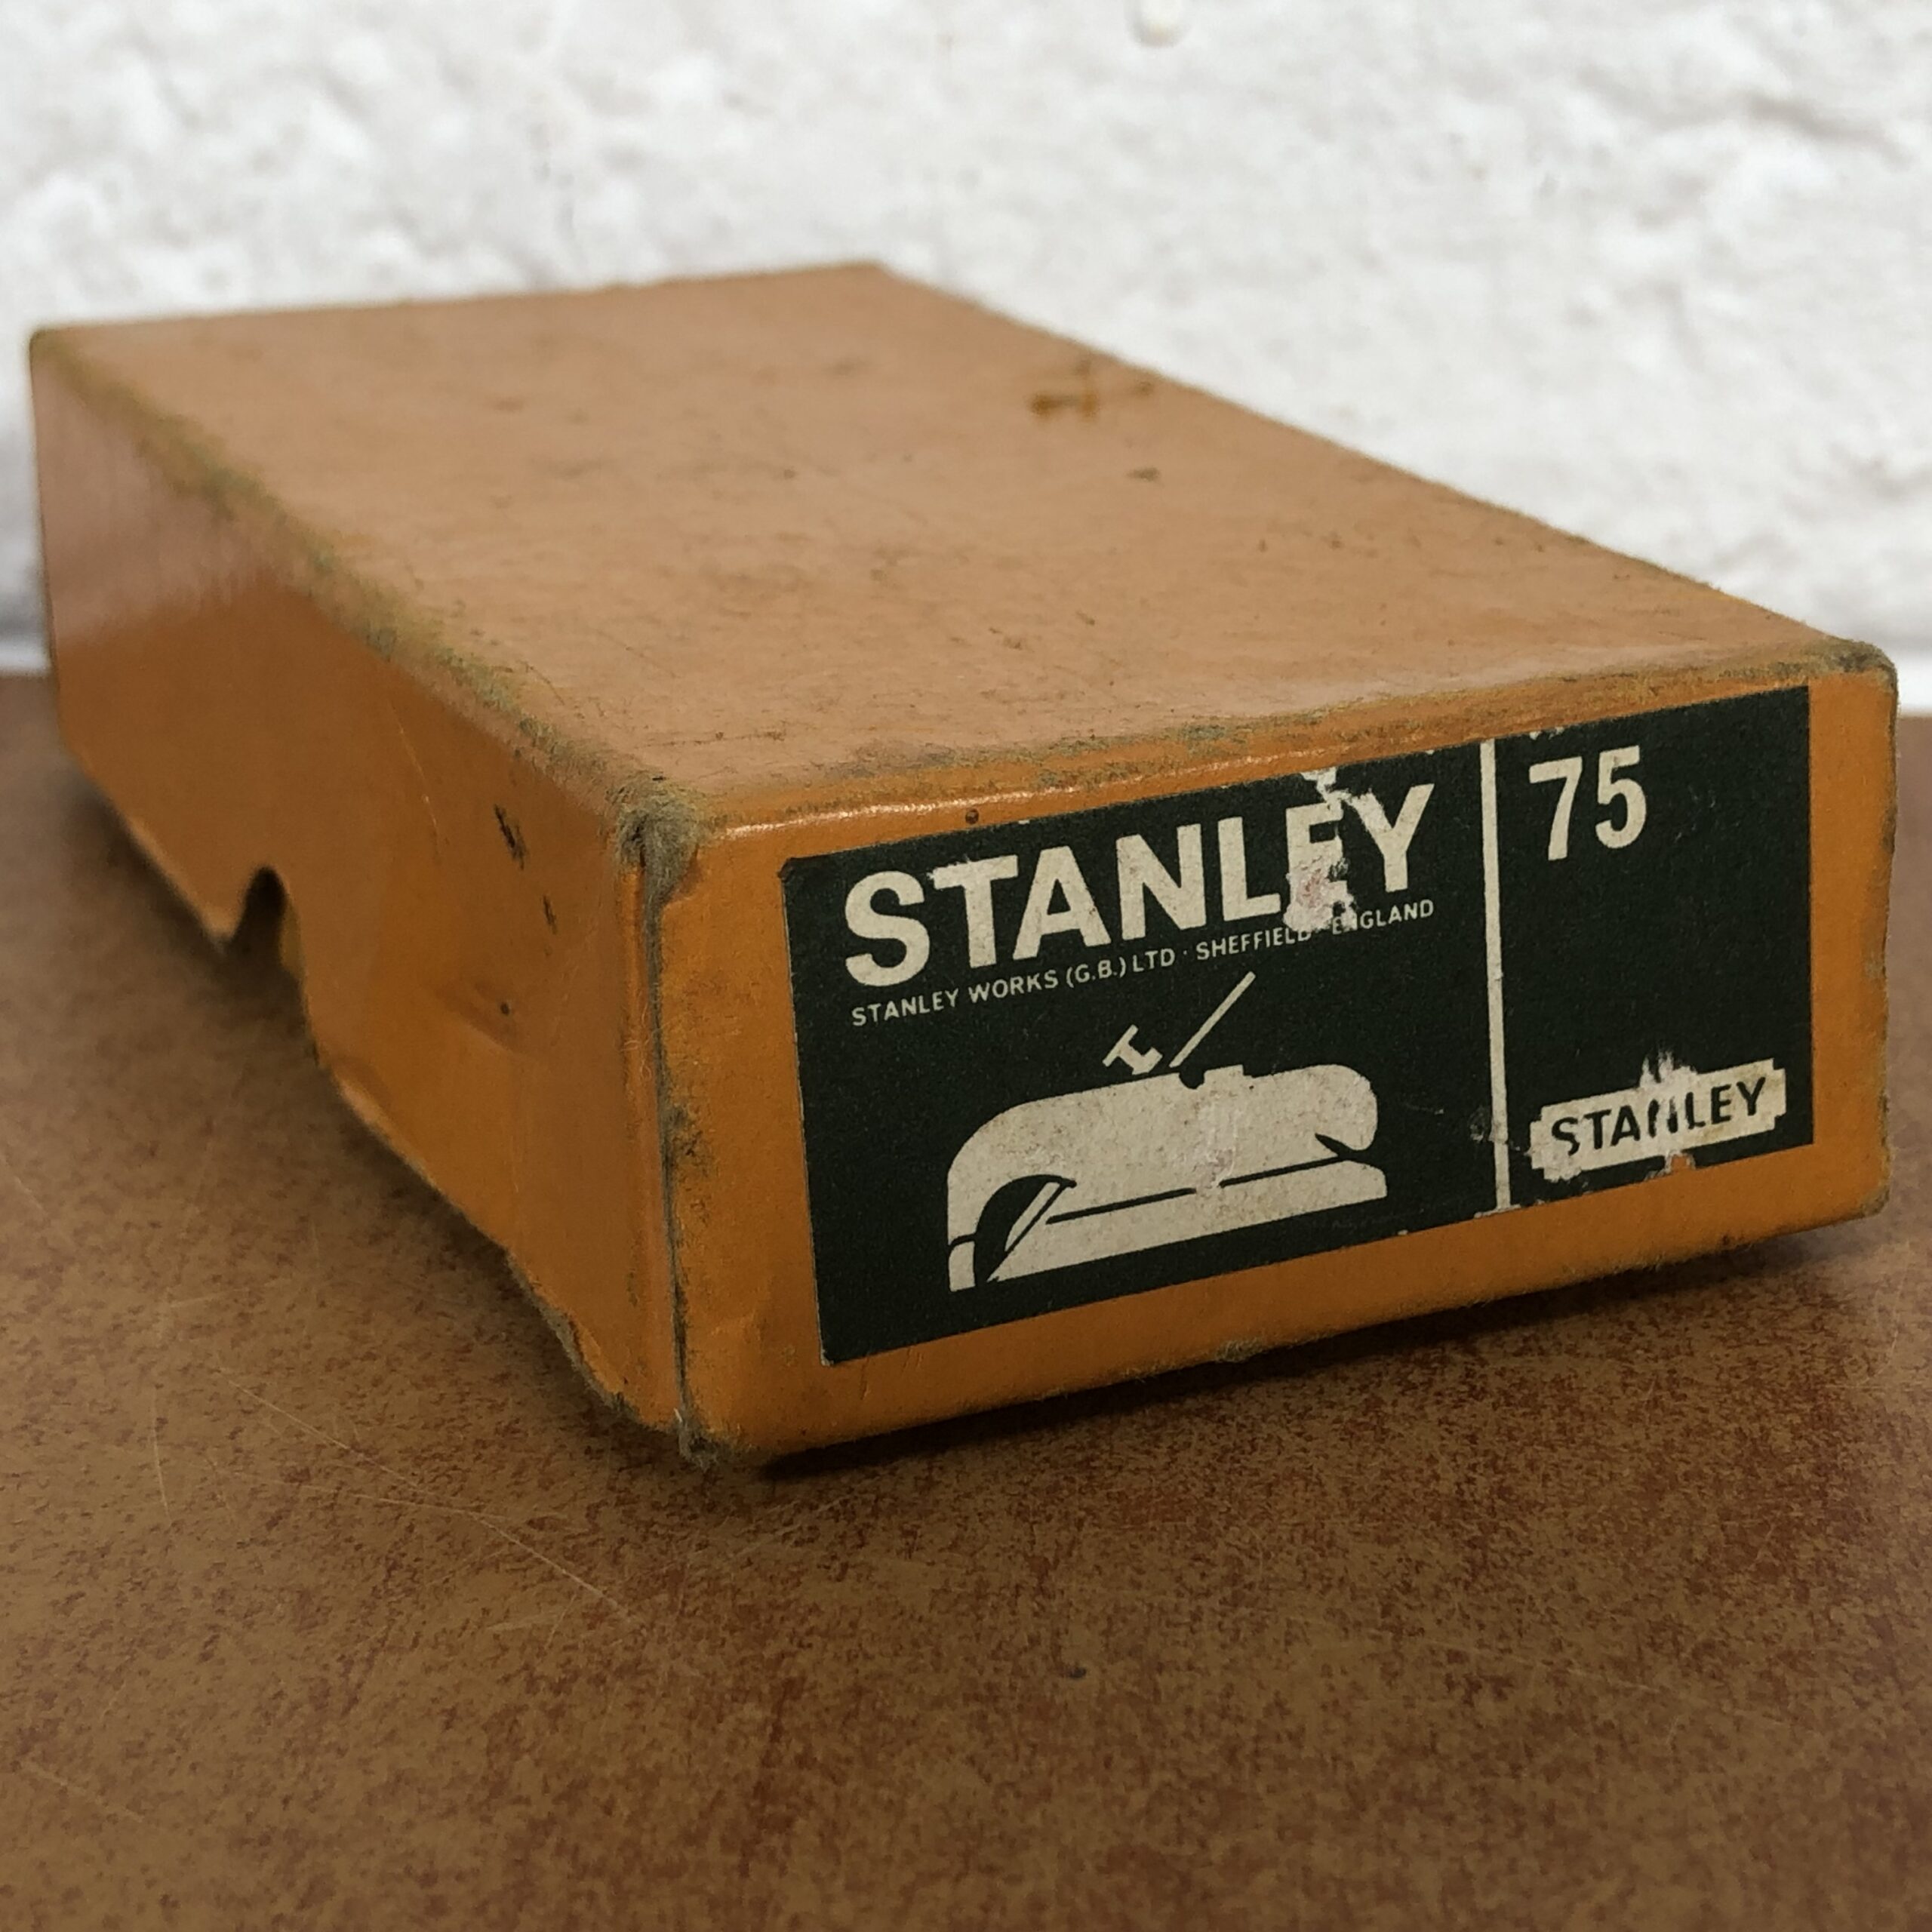 STANLEY
STANLEY WORKS (G.B.) LTD · SHEFFIELD · ENGLAND
75
STANLEY